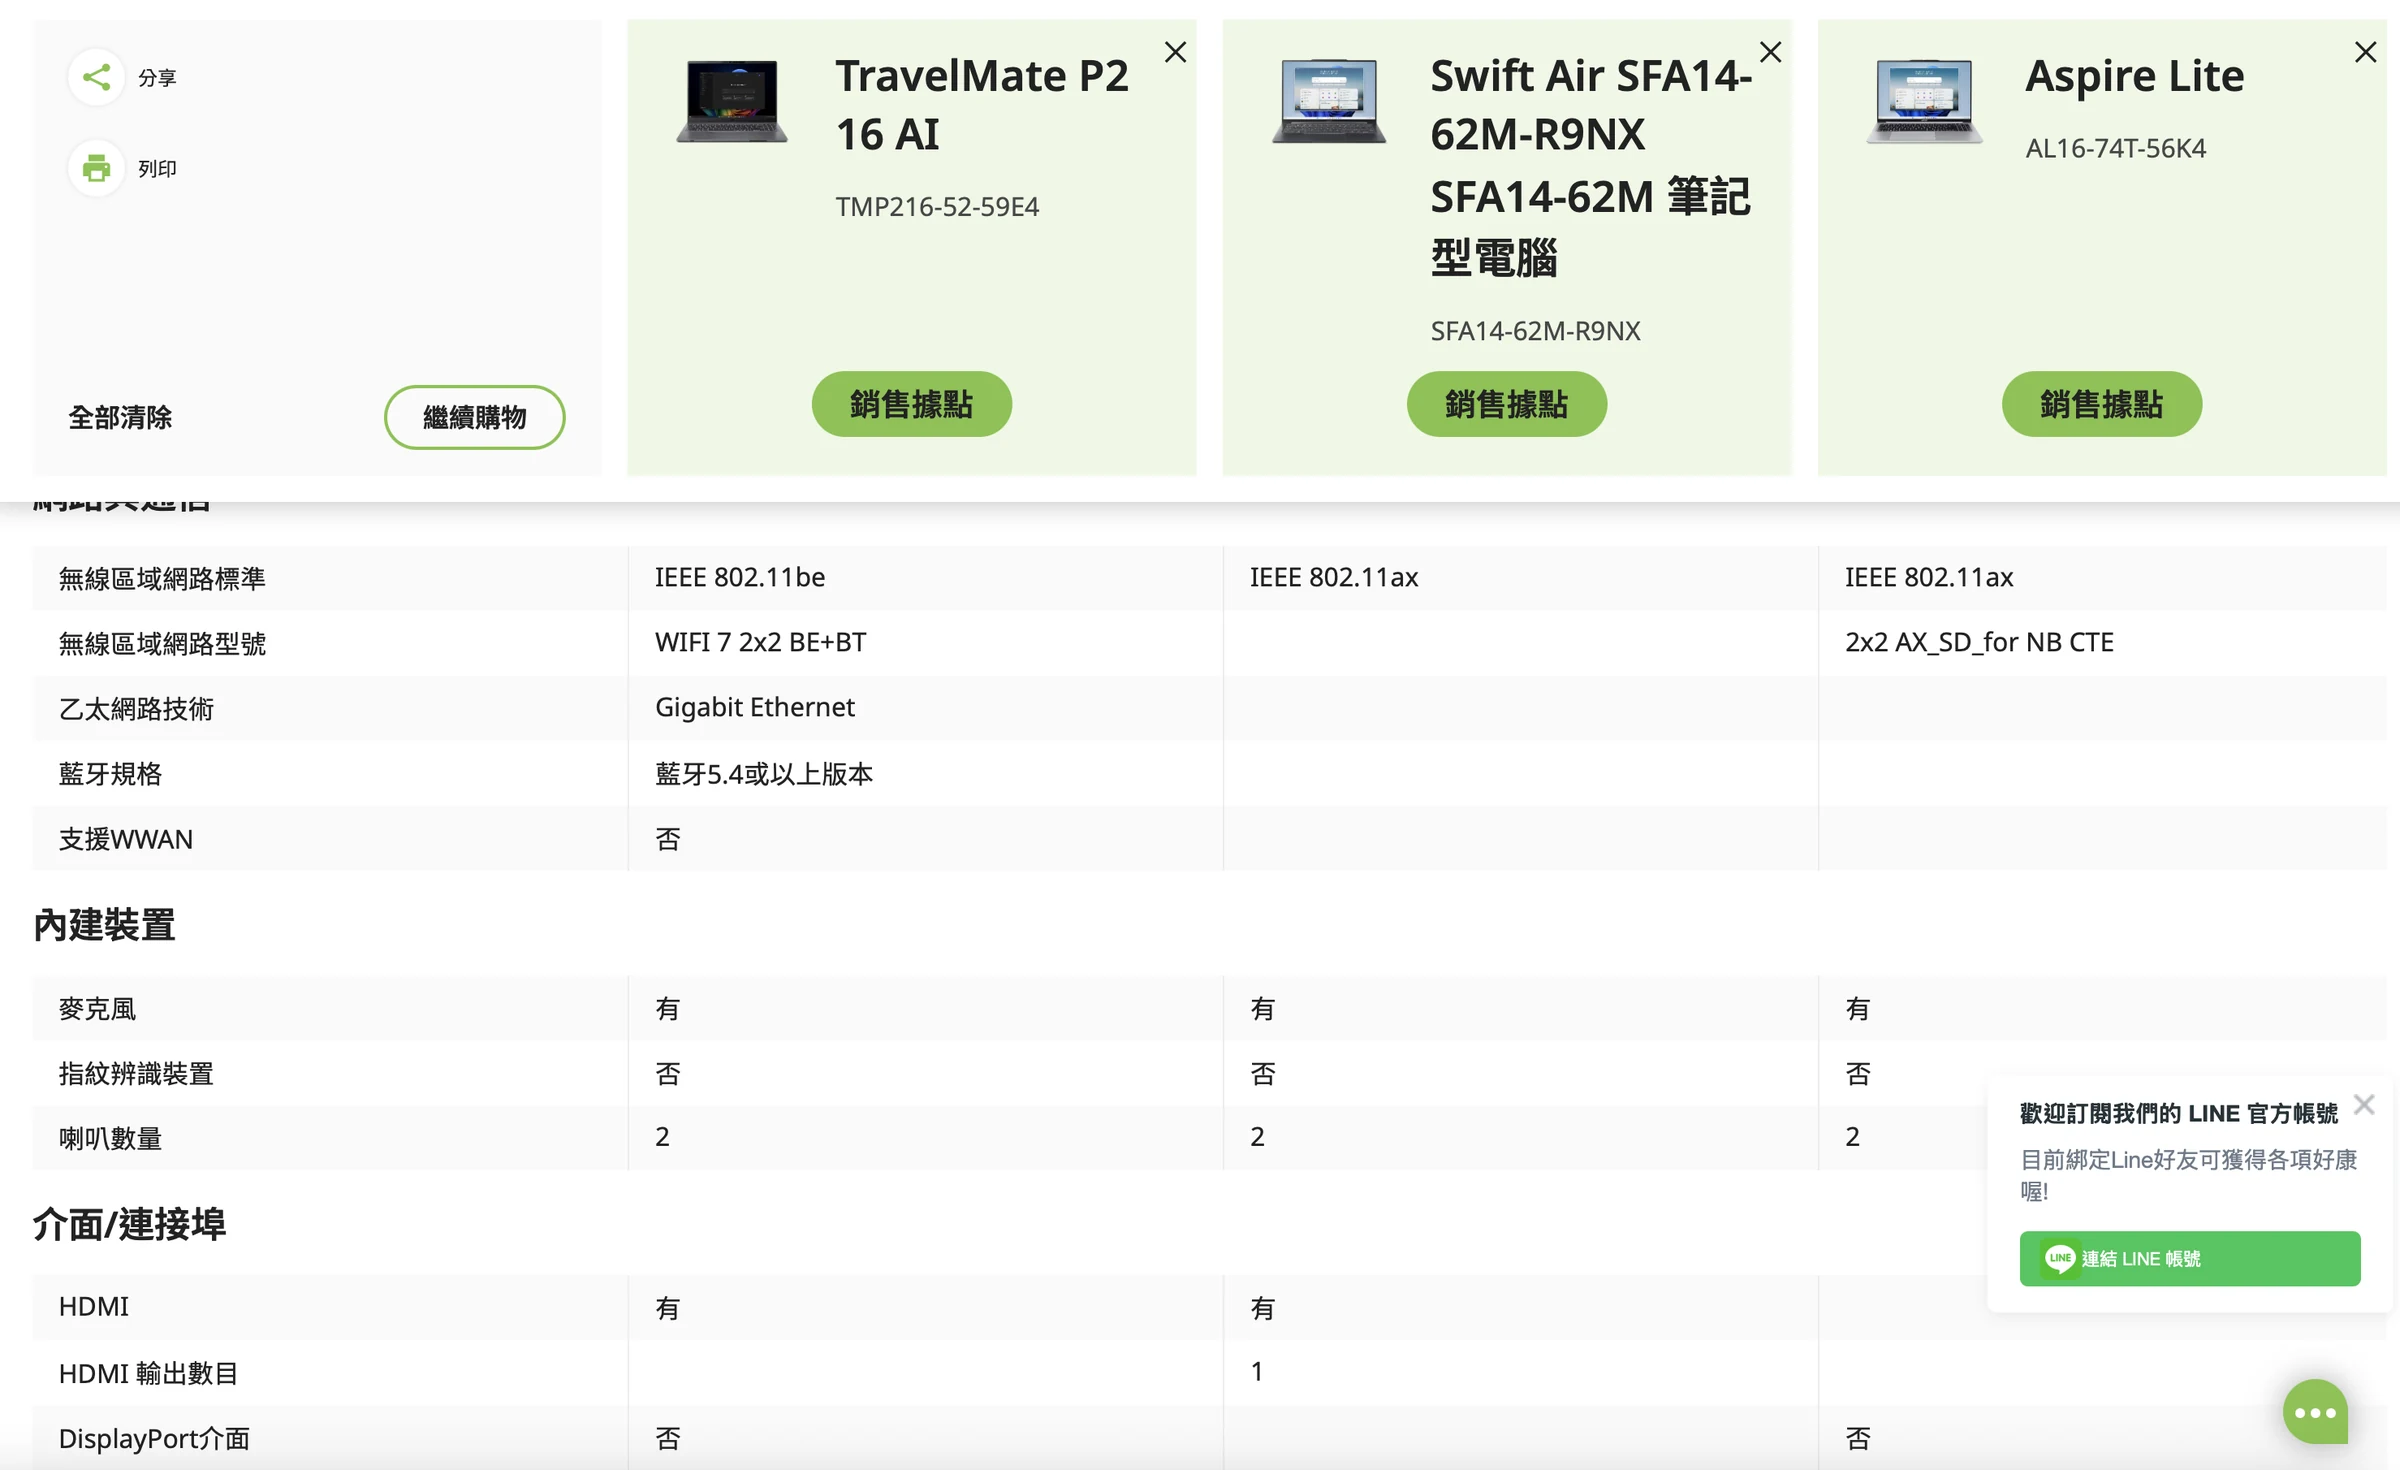 分享
列印
全部清除
繼續購物
TravelMate P2
16 AI
TMP216-52-59E4
銷售據點
Swift Air SFA14-
62M-R9NX
SFA14-62M 筆記
型電腦
SFA14-62M-R9NX
銷售據點
Aspire Lite
AL16-74T-56K4
銷售據點
網路與通信
無線區域網路標準 IEEE 802.11be IEEE 802.11ax IEEE 802.11ax
無線區域網路型號 WIFI 7 2x2 BE+BT 2x2 AX_SD_for NB CTE
乙太網路技術 Gigabit Ethernet
藍牙規格 藍牙5.4或以上版本
支援WWAN 否
內建裝置
麥克風 有 有 有
指紋辨識裝置 否 否 否
喇叭數量 2 2 2
介面/連接埠
HDMI 有 有
HDMI 輸出數目 1
DisplayPort介面 否 否
歡迎訂閱我們的 LINE 官方帳號
目前綁定Line好友可獲得各項好康
喔!
LINE 連結 LINE 帳號